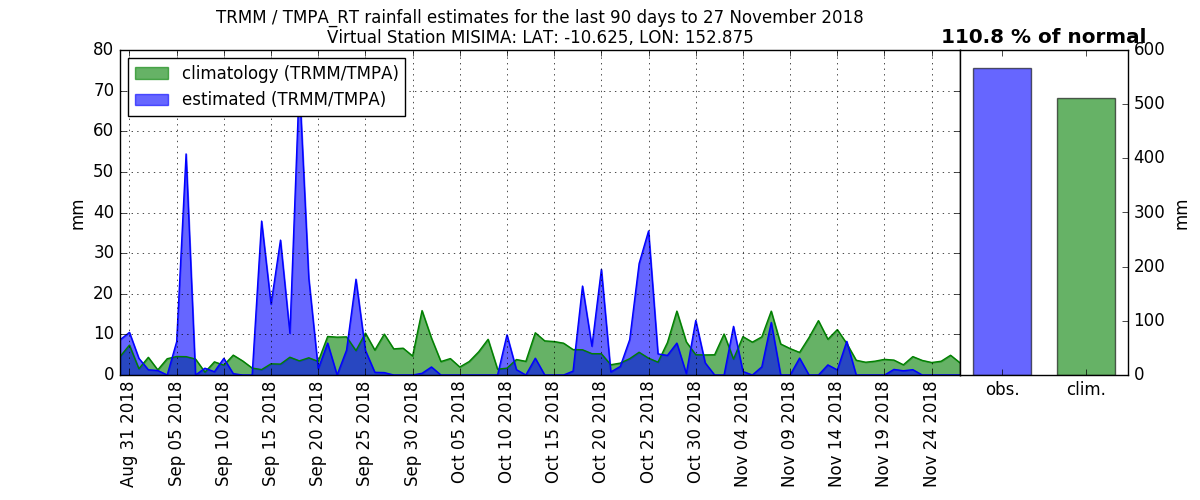 TRMM / TMPA_RT rainfall estimates for the last 90 days to 27 November 2018
Virtual Station MISIMA: LAT: -10.625, LON: 152.875
110.8 % of normal
climatology (TRMM/TMPA)
estimated (TRMM/TMPA)
mm
80
70
60
50
40
30
20
10
0
600
500
400
300
200
100
0
mm
Aug 31 2018
Sep 05 2018
Sep 10 2018
Sep 15 2018
Sep 20 2018
Sep 25 2018
Sep 30 2018
Oct 05 2018
Oct 10 2018
Oct 15 2018
Oct 20 2018
Oct 25 2018
Oct 30 2018
Nov 04 2018
Nov 09 2018
Nov 14 2018
Nov 19 2018
Nov 24 2018
obs.
clim.